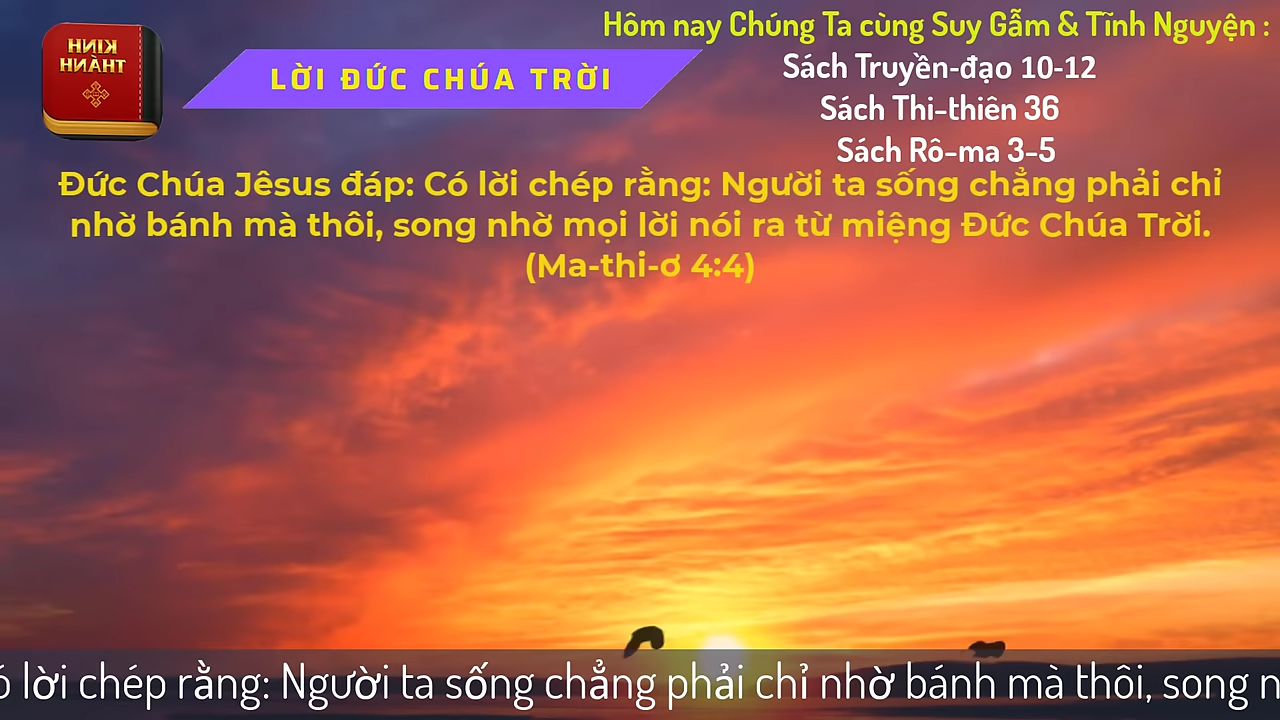 Hôm nay Chúng Ta cùng Suy Gẫm & Tĩnh Nguyện :
KINH
THÁNH
LỜI ĐỨC CHÚA TRỜI
Sách Truyền-đạo 10-12
Sách Thi-thiên 36
Sách Rô-ma 3-5
Đức Chúa Jêsus đáp: Có lời chép rằng: Người ta sống chẳng phải chỉ
nhờ bánh mà thôi, song nhờ mọi lời nói ra từ miệng Đức Chúa Trời.
(Ma-thi-ơ 4:4)
ó lời chép rằng: Người ta sống chẳng phải chỉ nhờ bánh mà thôi, song n